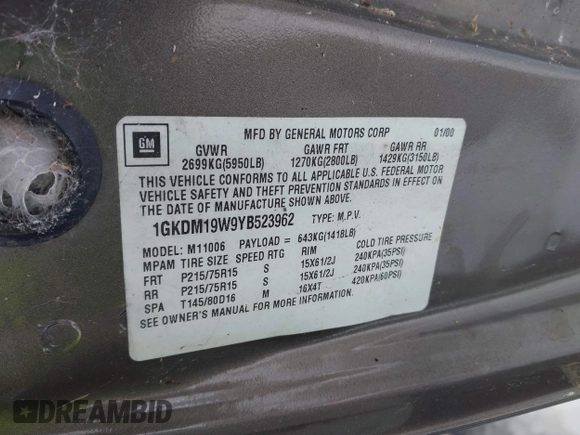 GM
MFD BY GENERAL MOTORS CORP 01/00
GVWR GAWR FRT GAWR RR
2699KG(5950LB) 1270KG(2800LB) 1429KG(3150LB)
THIS VEHICLE CONFORMS TO ALL APPLICABLE U.S. FEDERAL MOTOR
VEHICLE SAFETY AND THEFT PREVENTION STANDARDS IN EFFECT ON
THE DATE OF MANUFACTURE SHOWN ABOVE.
1GKDM19W9YB523962 TYPE: M.P.V.
MODEL: M11006 PAYLOAD = 643KG(1418LB)
MPAM TIRE SIZE SPEED RTG RIM COLD TIRE PRESSURE
FRT P215/75R15 S 15X61/2J 240KPA(35PSI)
RR P215/75R15 S 15X61/2J 240KPA(35PSI)
SPA T145/80D16 M 16X4T 420KPA(60PSI)
SEE OWNER'S MANUAL FOR MORE INFORMATION.
DREAMBID